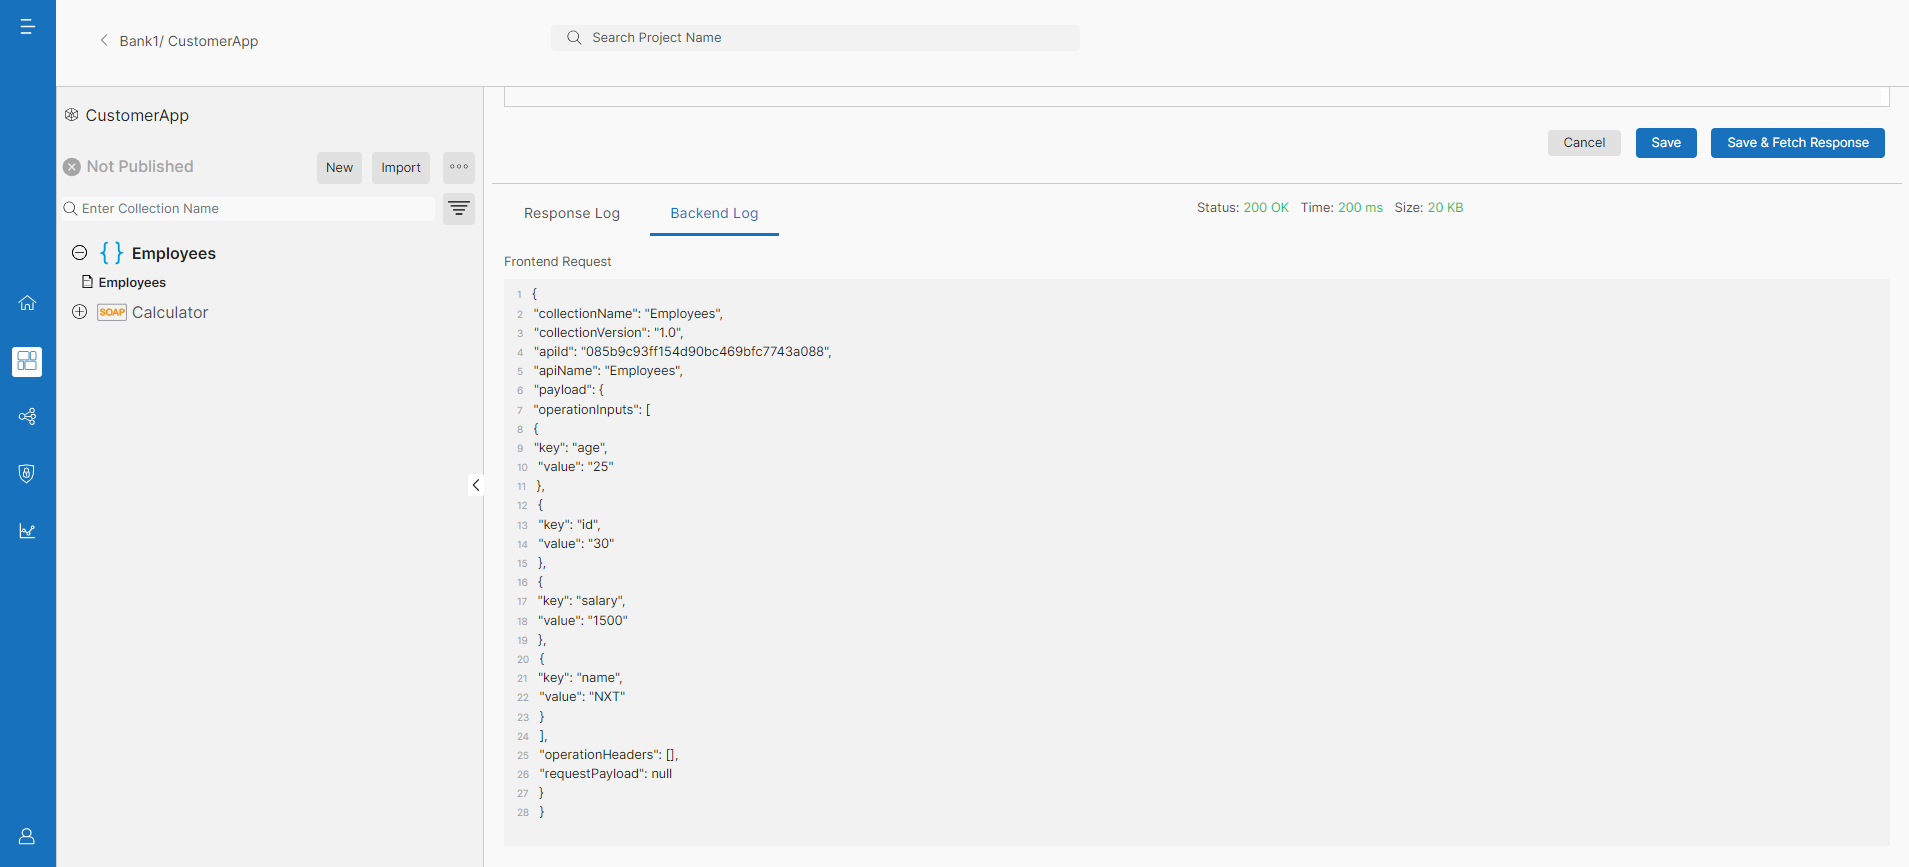 Bank1/ CustomerApp
Search Project Name
CustomerApp
Not Published
New
Import
Enter Collection Name
Employees
Employees
SOAP Calculator
Cancel
Save
Save & Fetch Response
Response Log
Backend Log
Status: 200 OK Time: 200 ms Size: 20 KB
Frontend Request
1 {
2 "collectionName": "Employees",
3 "collectionVersion": "1.0",
4 "apiId": "085b9c93ff154d90bc469bfc7743a088",
5 "apiName": "Employees",
6 "payload": {
7 "operationInputs": [
8 {
9 "key": "age",
10 "value": "25"
11 },
12 {
13 "key": "id",
14 "value": "30"
15 },
16 {
17 "key": "salary",
18 "value": "1500"
19 },
20 {
21 "key": "name",
22 "value": "NXT"
23 }
24 ],
25 "operationHeaders": [],
26 "requestPayload": null
27 }
28 }